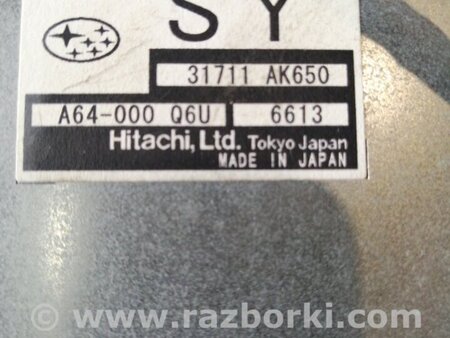 SY
31711 AK650
A64-000 Q6U 6613
Hitachi, Ltd. Tokyo Japan
MADE IN JAPAN
© www.razborki.com